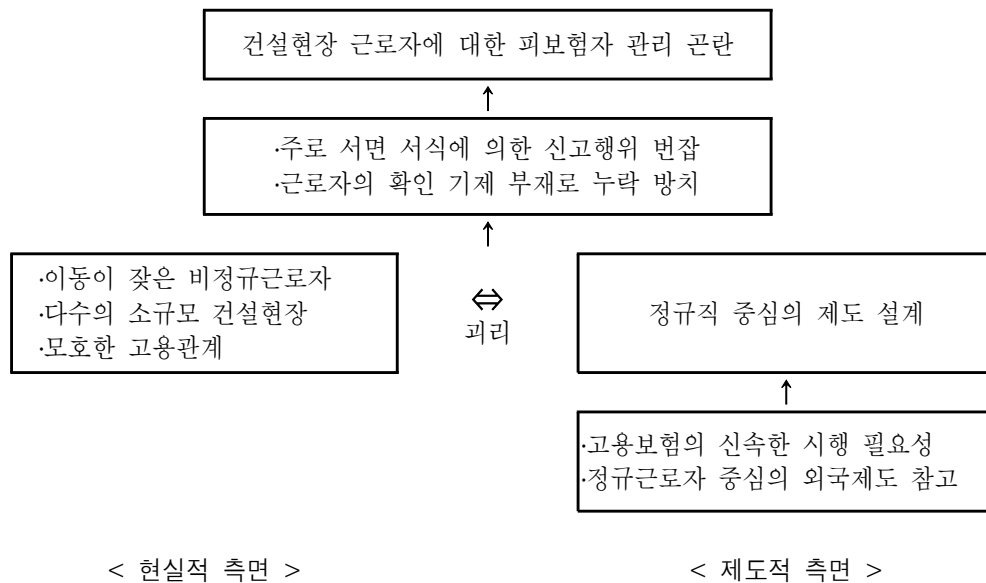 건설현장 근로자에 대한 피보험자 관리 곤란
↑
·주로 서면 서식에 의한 신고행위 번잡
·근로자의 확인 기제 부재로 누락 방치
↑
·이동이 잦은 비정규근로자
·다수의 소규모 건설현장
·모호한 고용관계
⇔
괴리
정규직 중심의 제도 설계
↑
·고용보험의 신속한 시행 필요성
·정규근로자 중심의 외국제도 참고
< 현실적 측면 >
< 제도적 측면 >